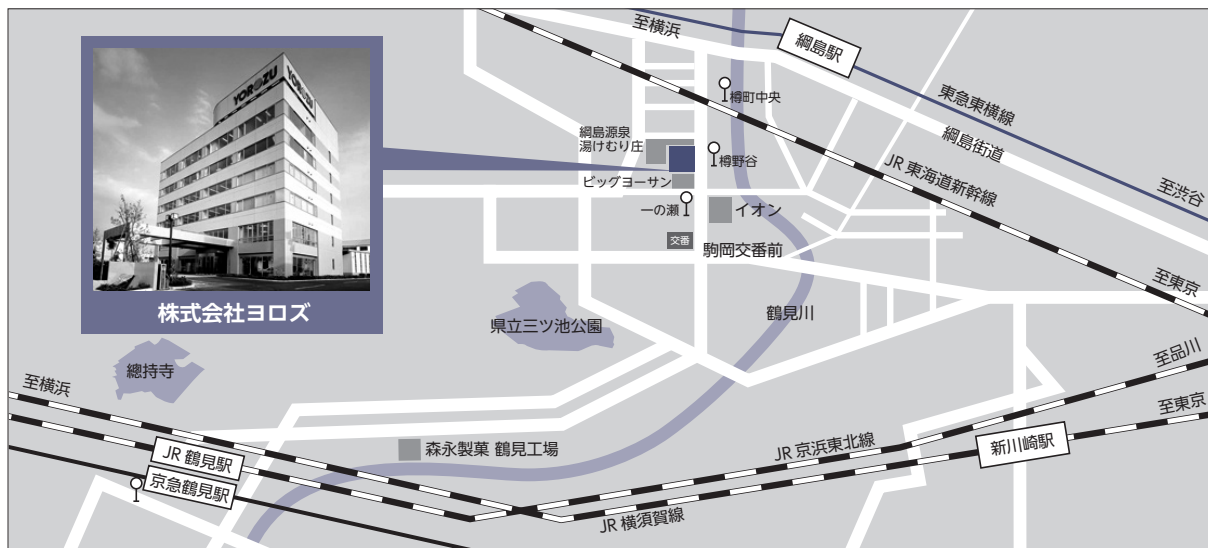 YOROZU
YOROZU
株式会社ヨロズ
至横浜
綱島駅
東急東横線
綱島街道
至渋谷
JR 東海道新幹線
至東京
樽町中央
綱島源泉
湯けむり庄
樽野谷
ビッグヨーサン
一の瀬
イオン
交番
駒岡交番前
県立三ツ池公園
鶴見川
總持寺
至横浜
JR 鶴見駅
京急鶴見駅
森永製菓 鶴見工場
JR 京浜東北線
JR 横須賀線
新川崎駅
至品川
至東京